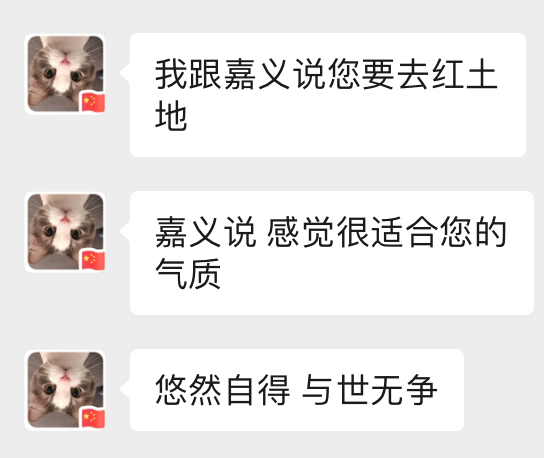 我跟嘉义说您要去红土
地
嘉义说 感觉很适合您的
气质
悠然自得 与世无争